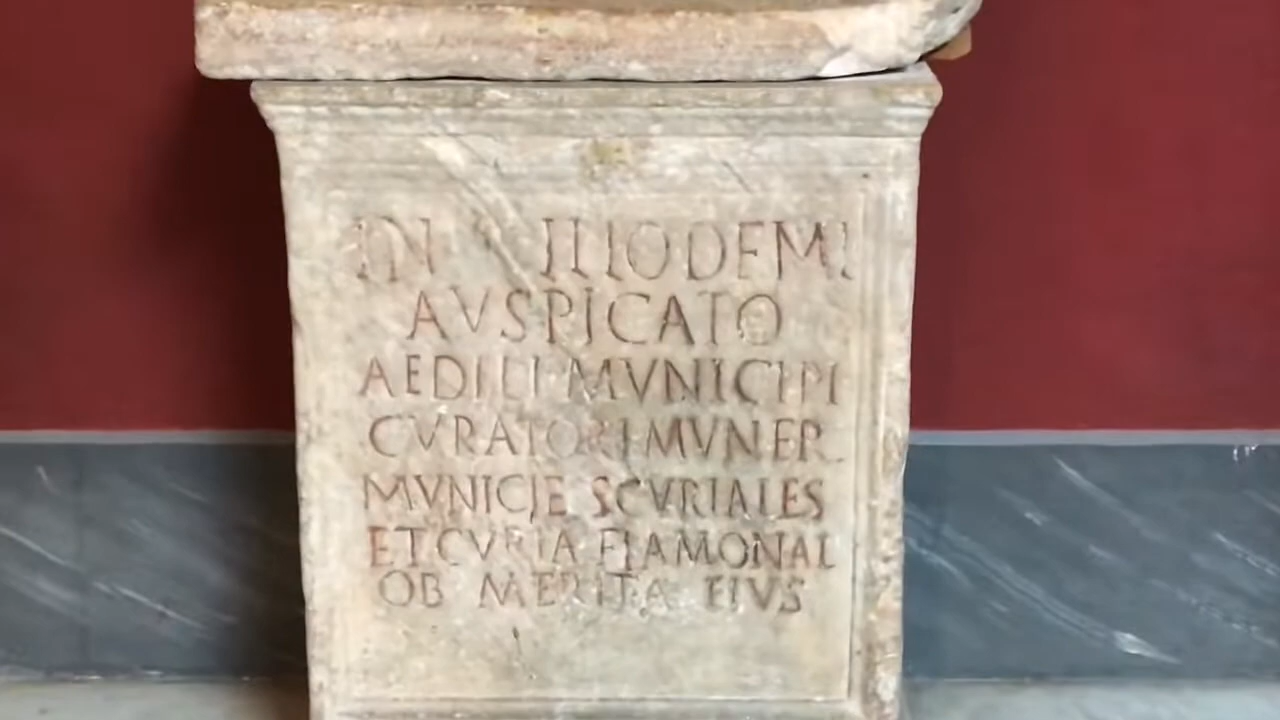 AVSPICATO
AEDILI MVNICIPI
CVRATORI MVNER
MVNICIPES CVRIALES
ET CVRIA FLAMONAL
OB MERITA EIVS